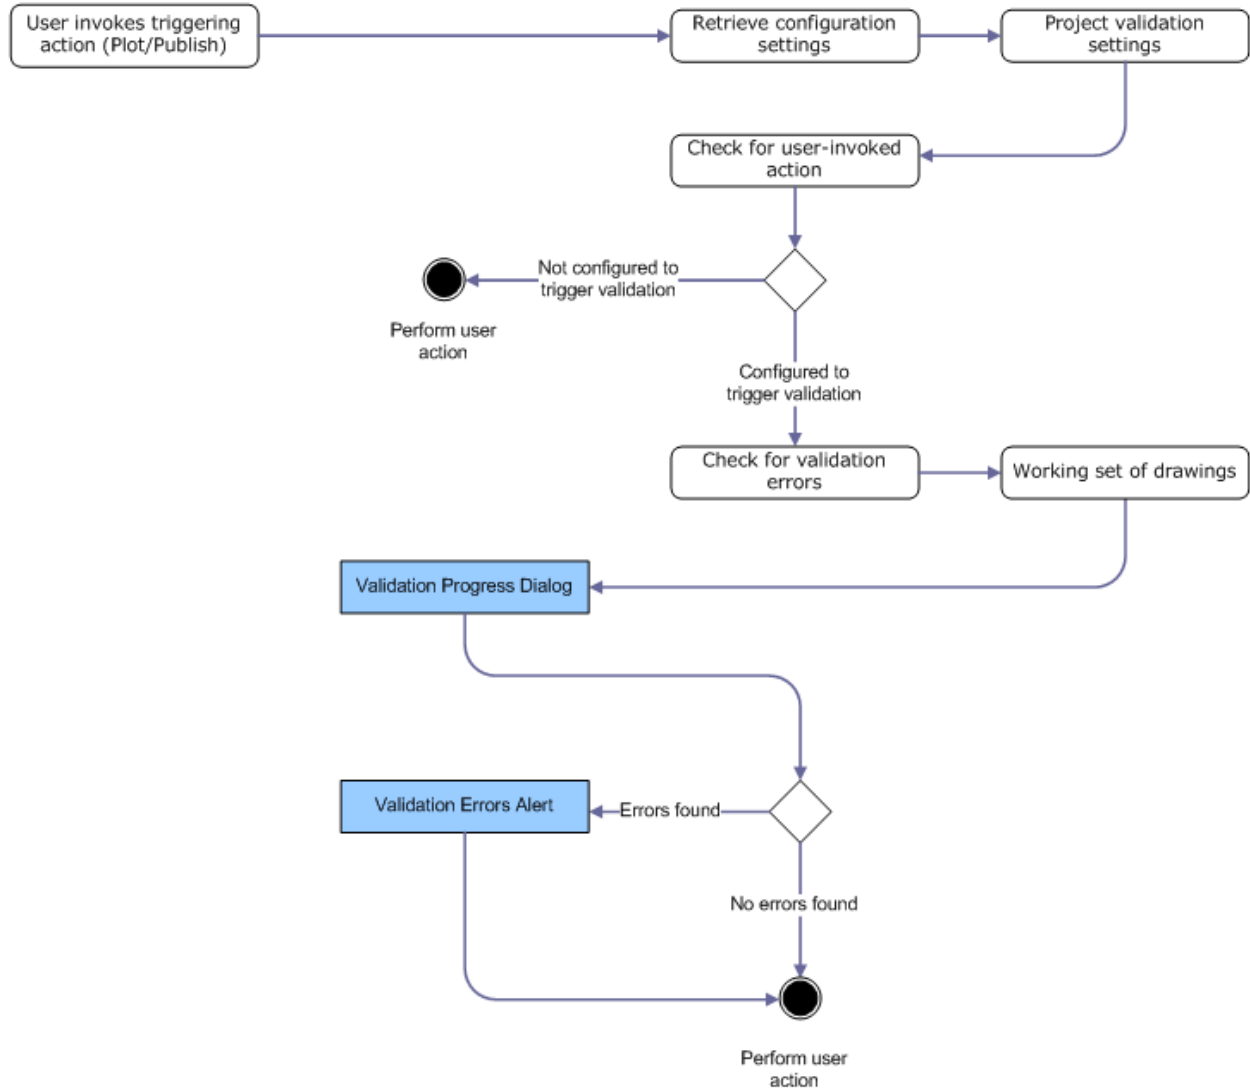 User invokes triggering
action (Plot/Publish)
Retrieve configuration
settings
Project validation
settings
Check for user-invoked
action
Not configured to
trigger validation
Perform user
action
Configured to
trigger validation
Check for validation
errors
Working set of drawings
Validation Progress Dialog
Validation Errors Alert
Errors found
No errors found
Perform user
action